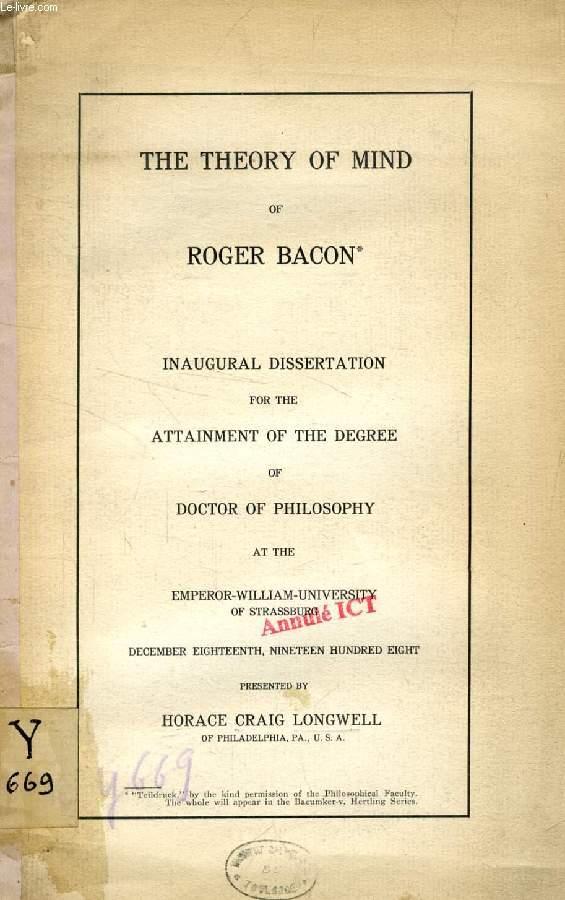 Le-livre.com
THE THEORY OF MIND
OF
ROGER BACON*
INAUGURAL DISSERTATION
FOR THE
ATTAINMENT OF THE DEGREE
OF
DOCTOR OF PHILOSOPHY
AT THE
EMPEROR-WILLIAM-UNIVERSITY
OF STRASSBURG
Annulé ICT
DECEMBER EIGHTEENTH, NINETEEN HUNDRED EIGHT
PRESENTED BY
HORACE CRAIG LONGWELL
OF PHILADELPHIA, PA., U. S. A.
Y
669
y669
* "Teildruck," by the kind permission of the Philosophical Faculty.
The whole will appear in the Baeumker-v. Hertling Series.